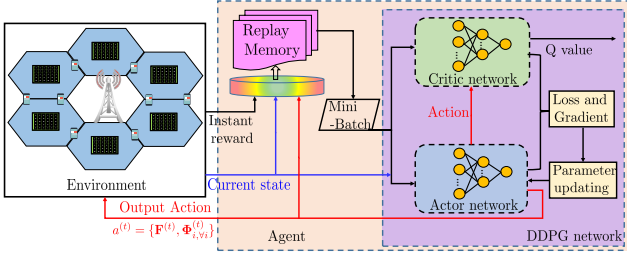 Replay
Memory
Mini
-Batch
Instant
reward
Current state
Environment
Output Action
a^{(t)} = {F^{(t)}, Φ_{i,∀i}^{(t)}}
Agent
Critic network
Q value
Action
Loss and
Gradient
Parameter
updating
Actor network
DDPG network